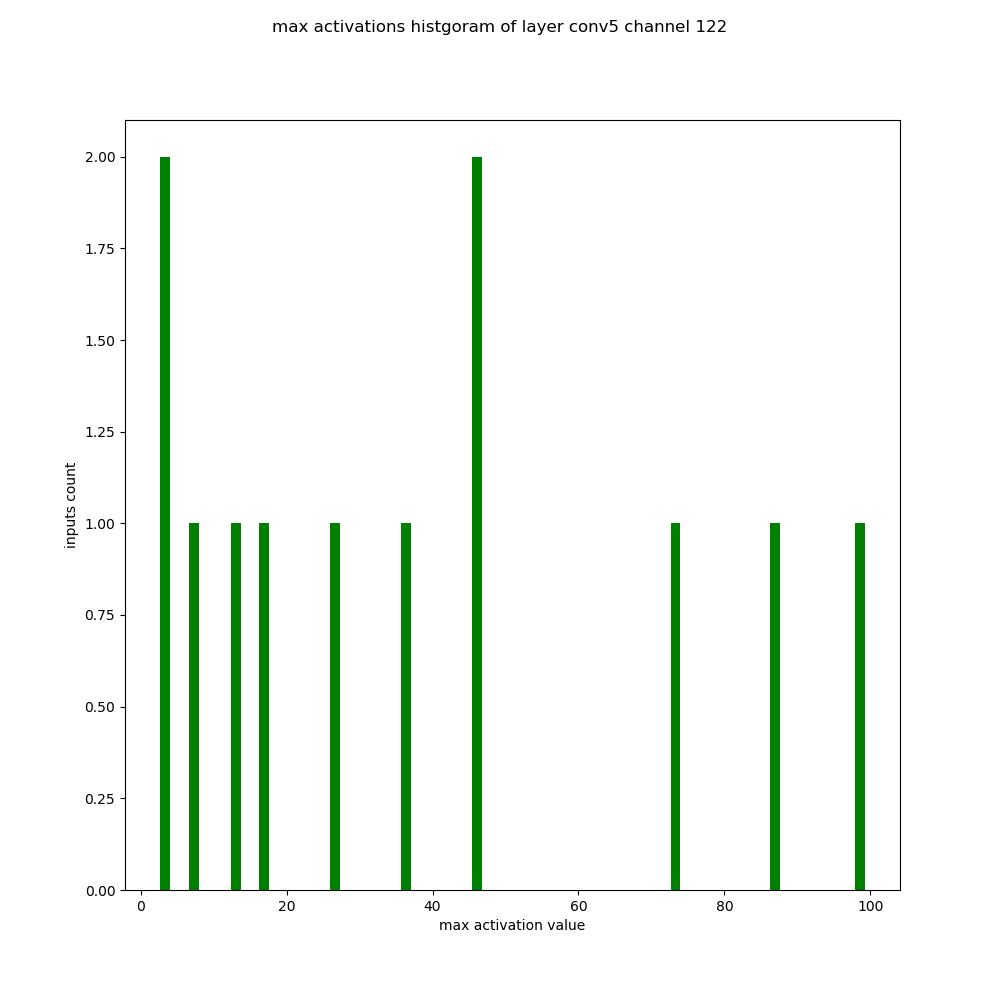 max activations histgoram of layer conv5 channel 122
2.00
1.75
1.50
1.25
1.00
0.75
0.50
0.25
0.00
inputs count
0 20 40 60 80 100
max activation value